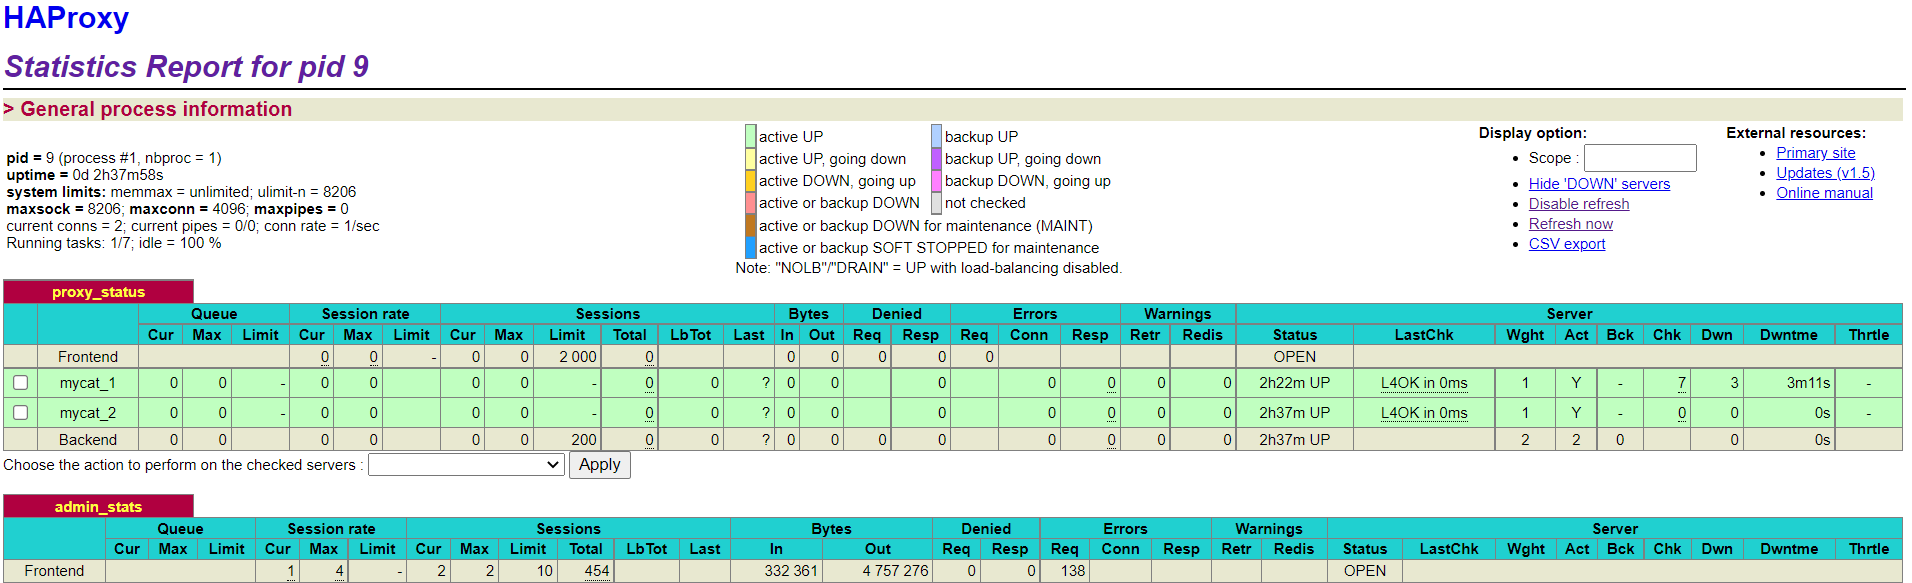 HAProxy
Statistics Report for pid 9
> General process information
pid = 9 (process #1, nbproc = 1)
uptime = 0d 2h37m58s
system limits: memmax = unlimited; ulimit-n = 8206
maxsock = 8206; maxconn = 4096; maxpipes = 0
current conns = 2; current pipes = 0/0; conn rate = 1/sec
Running tasks: 1/7; idle = 100 %
active UP backup UP
active UP, going down backup UP, going down
active DOWN, going up backup DOWN, going up
active or backup DOWN not checked
active or backup DOWN for maintenance (MAINT)
active or backup SOFT STOPPED for maintenance
Note: "NOLB"/"DRAIN" = UP with load-balancing disabled.
Display option:
• Scope :
• Hide 'DOWN' servers
• Disable refresh
• Refresh now
• CSV export
External resources:
• Primary site
• Updates (v1.5)
• Online manual
proxy_status
Queue Session rate Sessions Bytes Denied Errors Warnings Server
Cur Max Limit Cur Max Limit Cur Max Limit Total LbTot Last In Out Req Resp Req Conn Resp Retr Redis Status LastChk Wght Act Bck Chk Dwn Dwntme Thrtle
Frontend 0 0 - 0 0 2 000 0 0 0 0 0 0 OPEN
mycat_1 0 0 - 0 0 0 0 - 0 0 ? 0 0 0 0 0 0 0 2h22m UP L4OK in 0ms 1 Y - 7 3 3m11s -
mycat_2 0 0 - 0 0 0 0 - 0 0 ? 0 0 0 0 0 0 0 2h37m UP L4OK in 0ms 1 Y - 0 0 0s -
Backend 0 0 0 0 0 0 200 0 0 ? 0 0 0 0 0 0 0 0 2h37m UP 2 2 0 0 0s
Choose the action to perform on the checked servers : Apply
admin_stats
Queue Session rate Sessions Bytes Denied Errors Warnings Server
Cur Max Limit Cur Max Limit Cur Max Limit Total LbTot Last In Out Req Resp Req Conn Resp Retr Redis Status LastChk Wght Act Bck Chk Dwn Dwntme Thrtle
Frontend 1 4 - 2 2 10 454 332 361 4 757 276 0 0 138 OPEN